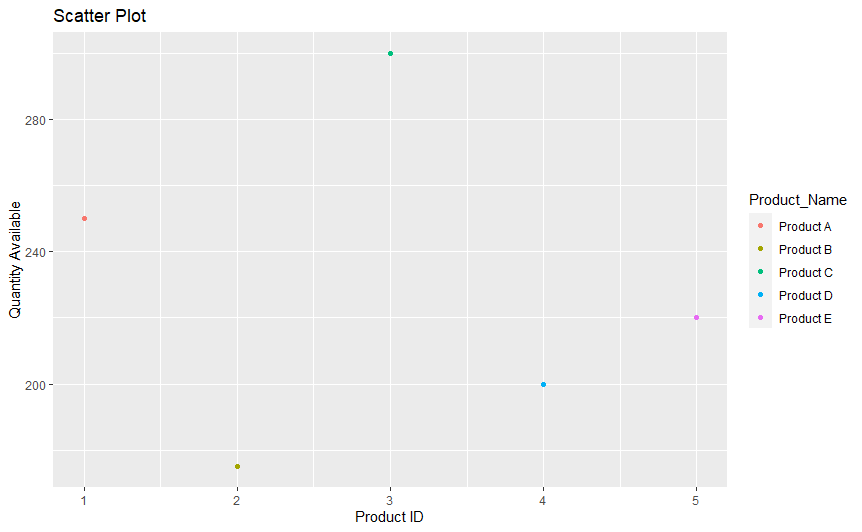 Scatter Plot
280
240
200
Quantity Available
1 2 3 4 5
Product ID
Product_Name
Product A
Product B
Product C
Product D
Product E